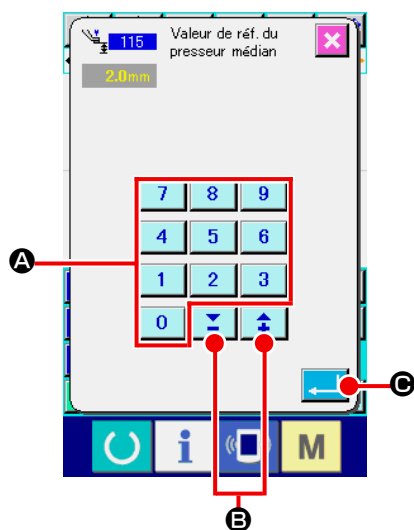 115
Valeur de réf. du
presseur médian
2.0mm
7 8 9
A
4 5 6
1 2 3
0
C
i M
B